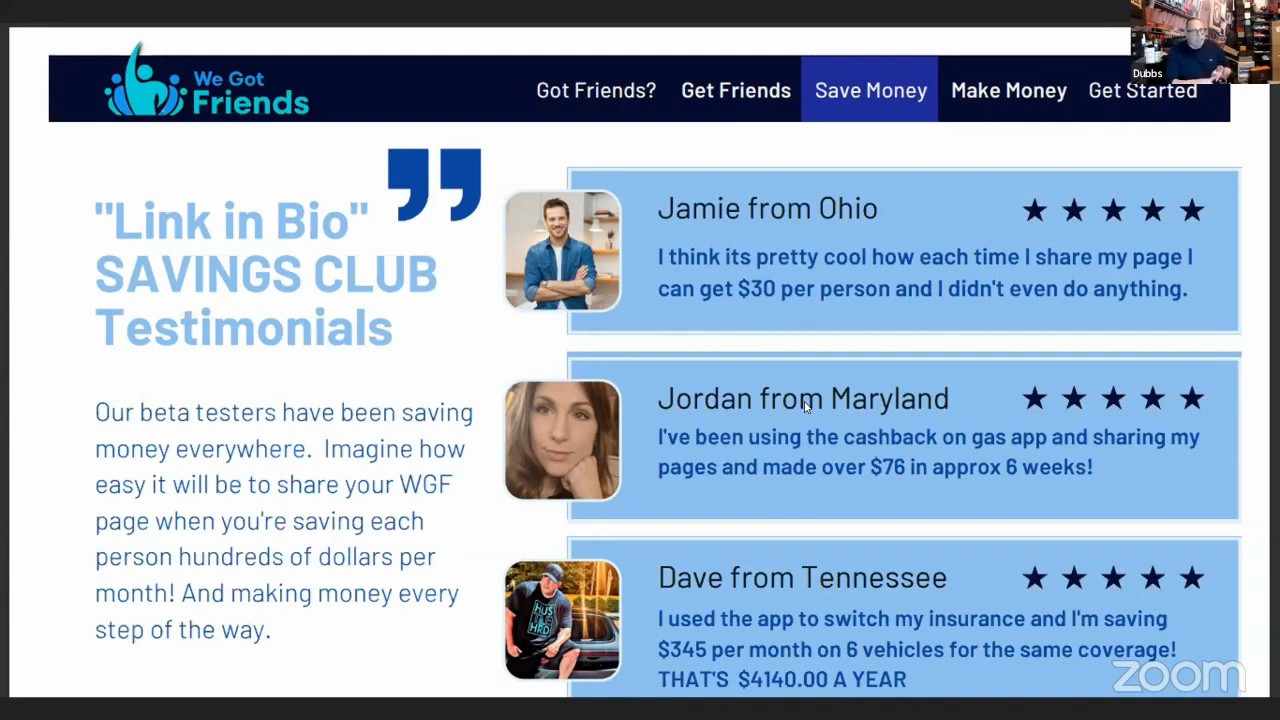 We Got
Friends
Got Friends?
Get Friends
Save Money
Make Money
Get Started
Dubbs
"Link in Bio"
SAVINGS CLUB
Testimonials
Our beta testers have been saving
money everywhere. Imagine how
easy it will be to share your WGF
page when you're saving each
person hundreds of dollars per
month! And making money every
step of the way.
Jamie from Ohio
I think its pretty cool how each time I share my page I
can get $30 per person and I didn't even do anything.
Jordan from Maryland
I've been using the cashback on gas app and sharing my
pages and made over $76 in approx 6 weeks!
Dave from Tennessee
I used the app to switch my insurance and I'm saving
$345 per month on 6 vehicles for the same coverage!
THAT'S $4140.00 A YEAR
zoom